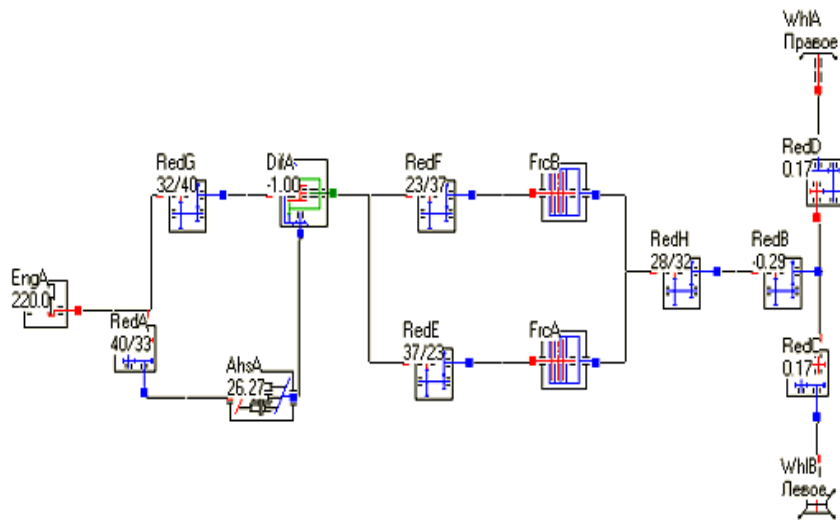 WhlA
Правое
RedG
32/40
DifA
-1.00
RedF
23/37
FrcB
RedD
0.17
RedH
28/32
RedB
-0.29
EngA
220.0
RedA
40/33
AhsA
26.27
RedE
37/23
FrcA
RedC
0.17
WhlB
Левое